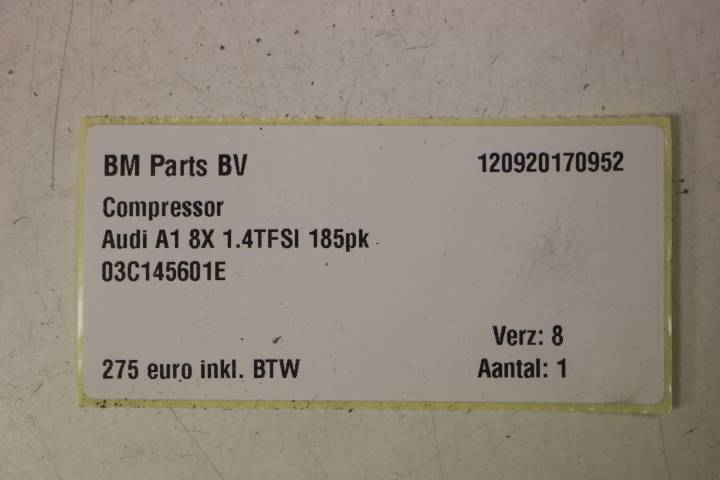 BM Parts BV 120920170952
Compressor
Audi A1 8X 1.4TFSI 185pk
03C145601E
Verz: 8
275 euro inkl. BTW Aantal: 1